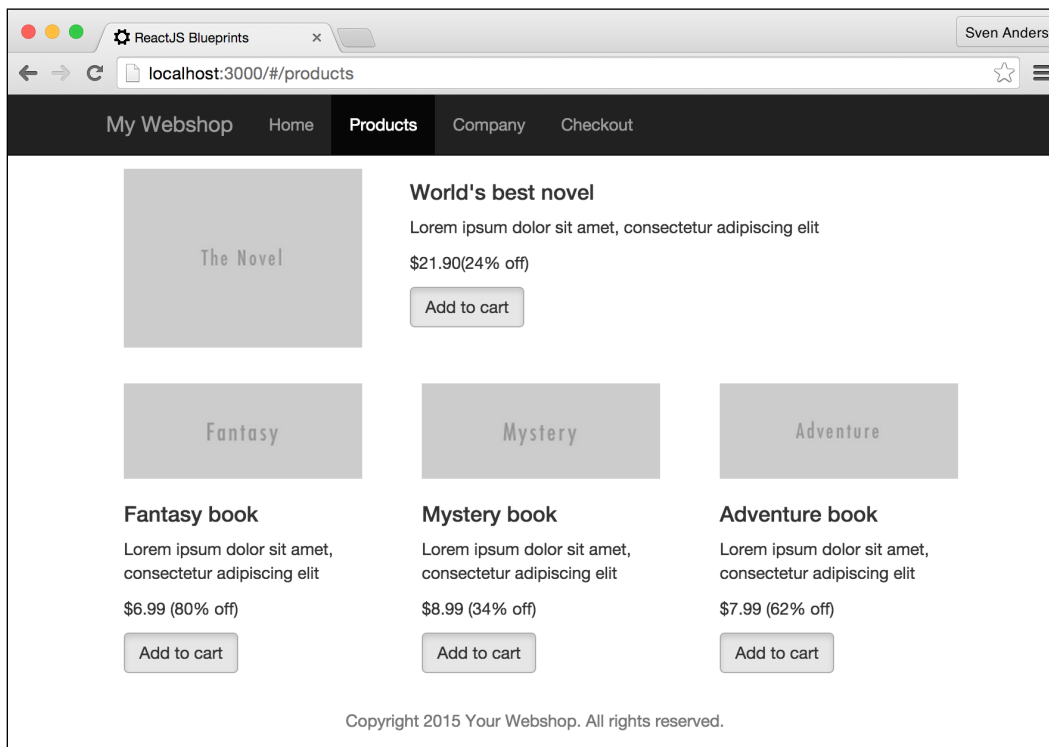 ReactJS Blueprints
Sven Anders
localhost:3000/#/products
My Webshop Home Products Company Checkout
The Novel
World's best novel
Lorem ipsum dolor sit amet, consectetur adipiscing elit
$21.90(24% off)
Add to cart
Fantasy
Mystery
Adventure
Fantasy book
Lorem ipsum dolor sit amet,
consectetur adipiscing elit
$6.99 (80% off)
Add to cart
Mystery book
Lorem ipsum dolor sit amet,
consectetur adipiscing elit
$8.99 (34% off)
Add to cart
Adventure book
Lorem ipsum dolor sit amet,
consectetur adipiscing elit
$7.99 (62% off)
Add to cart
Copyright 2015 Your Webshop. All rights reserved.